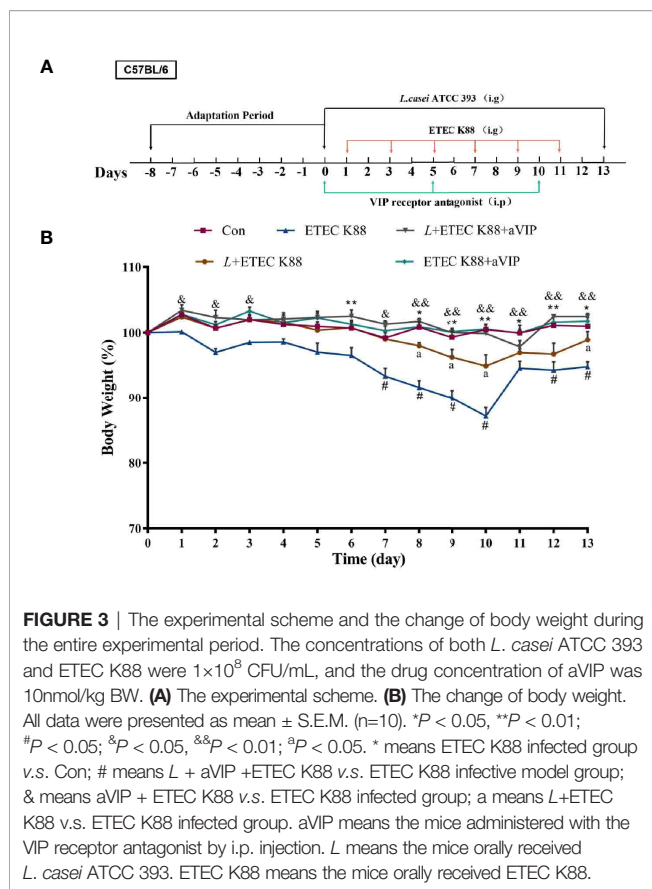 A
C57BL/6
L.casei ATCC 393 (i.g)
Adaptation Period
ETEC K88 (i.g)
Days -8 -7 -6 -5 -4 -3 -2 -1 0 1 2 3 4 5 6 7 8 9 10 11 12 13
VIP receptor antagonist (i.p)
B
Con ETEC K88 L+ETEC K88+aVIP
L+ETEC K88 ETEC K88+aVIP
110
100
90
80
70
Body Weight (%)
& & & ** & && * && ** && ** && * && ** && *
a a a a
# # # # # #
0 1 2 3 4 5 6 7 8 9 10 11 12 13
Time (day)
FIGURE 3 | The experimental scheme and the change of body weight during
the entire experimental period. The concentrations of both L. casei ATCC 393
and ETEC K88 were 1×10⁸ CFU/mL, and the drug concentration of aVIP was
10nmol/kg BW. (A) The experimental scheme. (B) The change of body weight.
All data were presented as mean ± S.E.M. (n=10). *P < 0.05, **P < 0.01;
#P < 0.05; &P < 0.05, &&P < 0.01; aP < 0.05. * means ETEC K88 infected group
v.s. Con; # means L + aVIP +ETEC K88 v.s. ETEC K88 infective model group;
& means aVIP + ETEC K88 v.s. ETEC K88 infected group; a means L+ETEC
K88 v.s. ETEC K88 infected group. aVIP means the mice administered with the
VIP receptor antagonist by i.p. injection. L means the mice orally received
L. casei ATCC 393. ETEC K88 means the mice orally received ETEC K88.